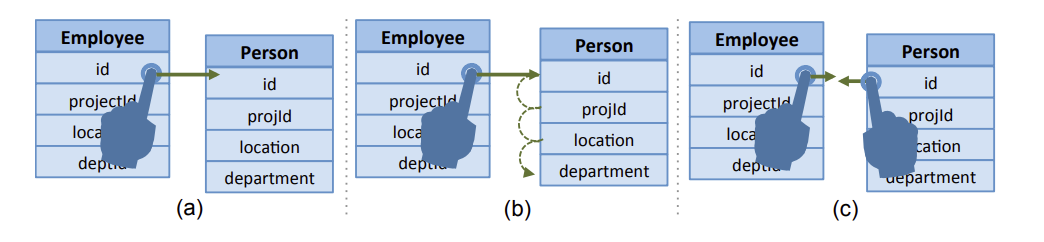 Employee
id
projectId
loca
deptId
Person
id
projId
location
department
(a)
Employee
id
projectId
loca
deptId
Person
id
projId
location
department
(b)
Employee
id
projectId
loca
deptId
Person
id
projId
cation
department
(c)